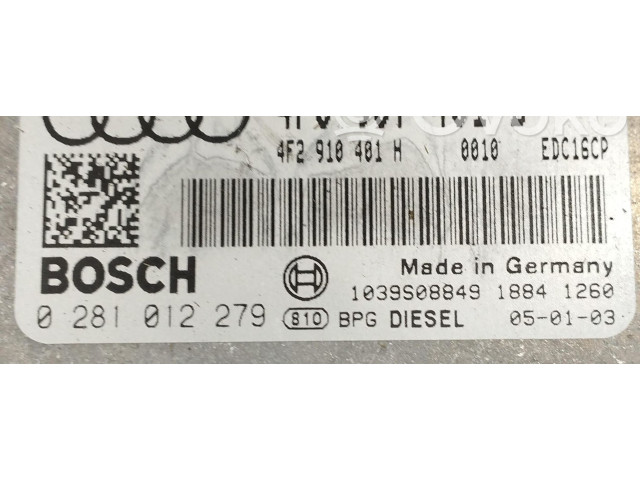 4F2 910 401 H 0010 EDC16CP
BOSCH
Made in Germany
1039S08849 1884 1260
0 281 012 279 810 BPG DIESEL 05-01-03